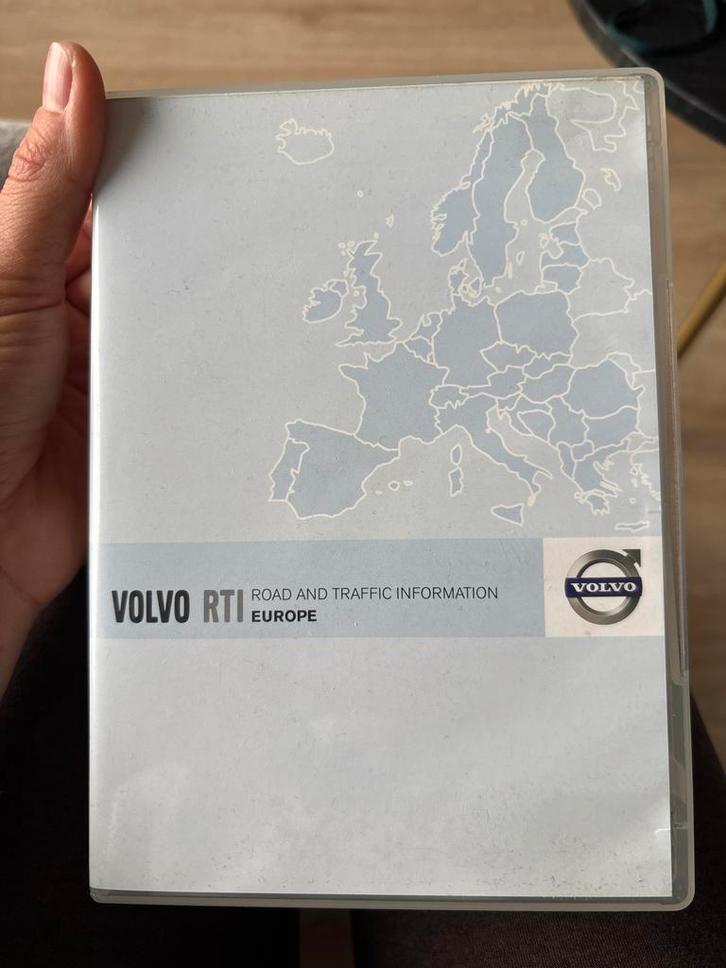 VOLVO RTI ROAD AND TRAFFIC INFORMATION
EUROPE
VOLVO